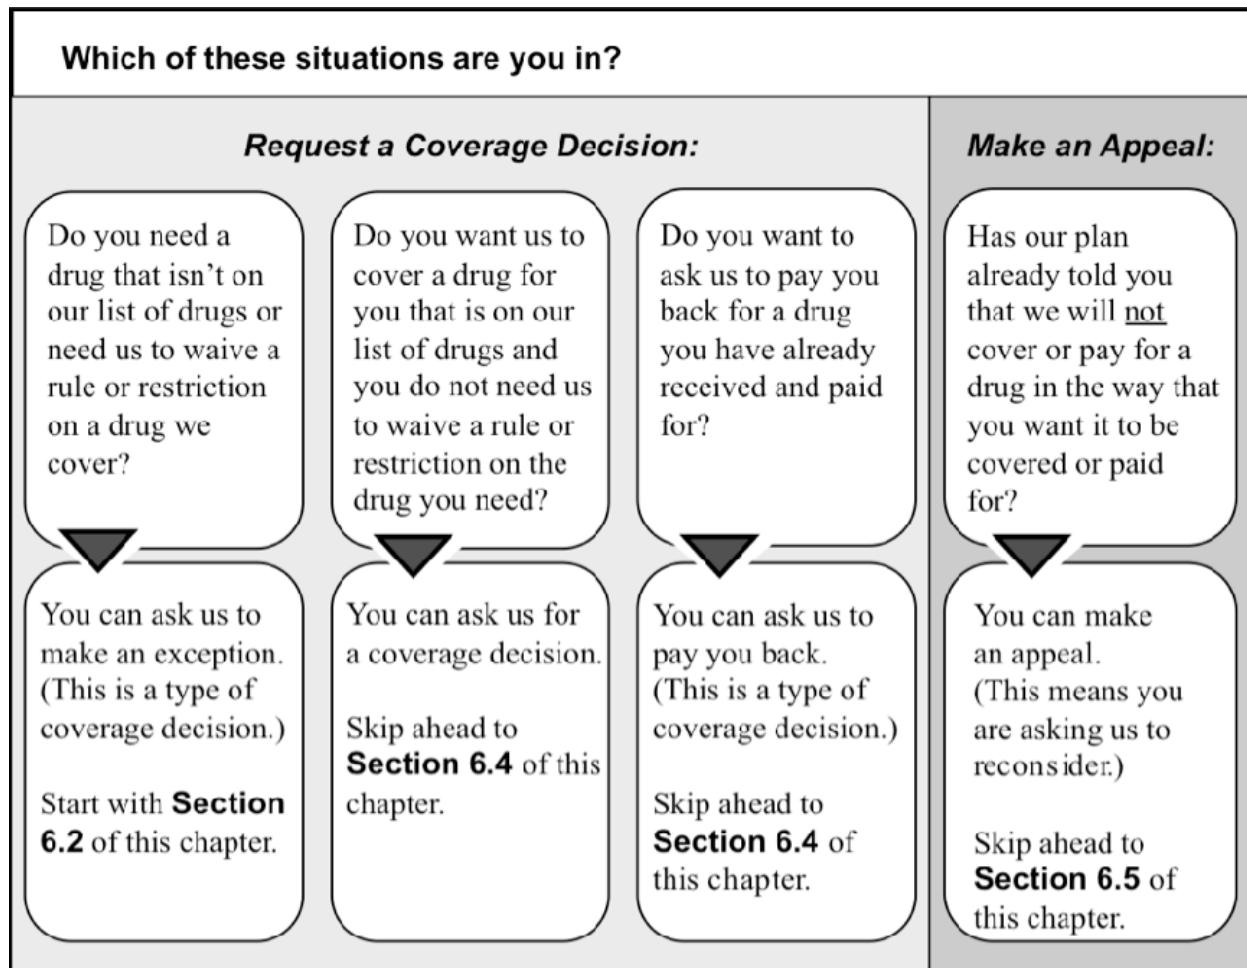 Which of these situations are you in?
Request a Coverage Decision:
Do you need a
drug that isn't on
our list of drugs or
need us to waive a
rule or restriction
on a drug we
cover?
You can ask us to
make an exception.
(This is a type of
coverage decision.)
Start with Section
6.2 of this chapter.
Do you want us to
cover a drug for
you that is on our
list of drugs and
you do not need us
to waive a rule or
restriction on the
drug you need?
You can ask us for
a coverage decision.
Skip ahead to
Section 6.4 of this
chapter.
Do you want to
ask us to pay you
back for a drug
you have already
received and paid
for?
You can ask us to
pay you back.
(This is a type of
coverage decision.)
Skip ahead to
Section 6.4 of
this chapter.
Make an Appeal:
Has our plan
already told you
that we will not
cover or pay for a
drug in the way that
you want it to be
covered or paid
for?
You can make
an appeal.
(This means you
are asking us to
reconsider.)
Skip ahead to
Section 6.5 of
this chapter.